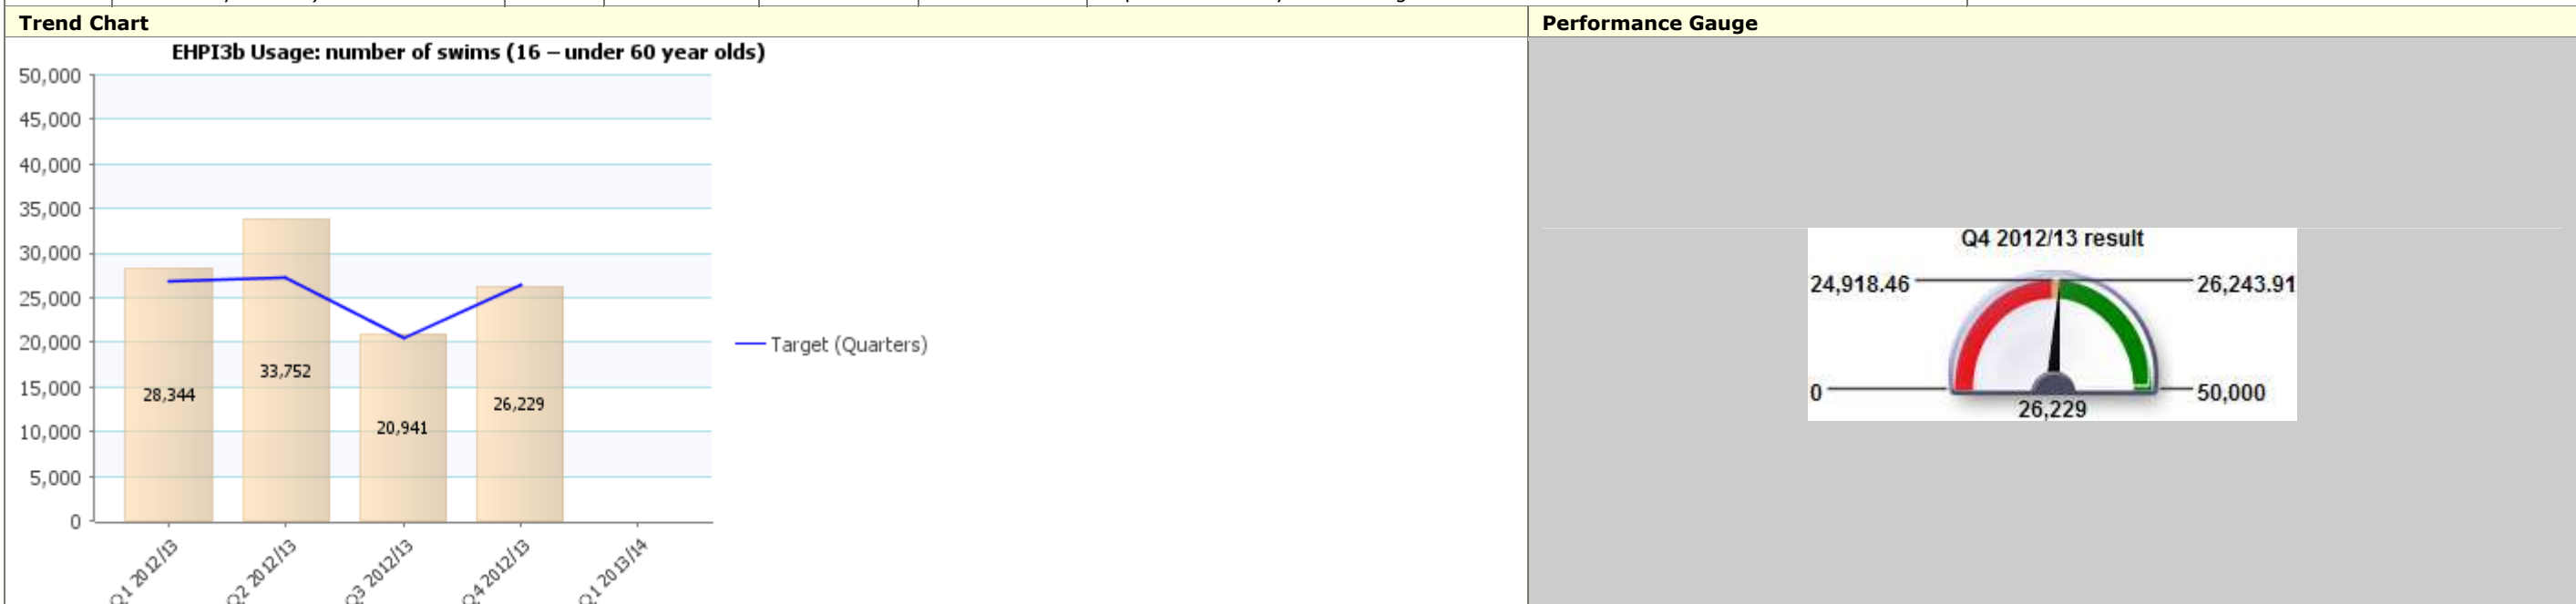 Trend Chart
Performance Gauge
EHPI3b Usage: number of swims (16 – under 60 year olds)
50,000
45,000
40,000
35,000
30,000
25,000
20,000
15,000
10,000
5,000
0
28,344
33,752
20,941
26,229
Q1 2012/13
Q2 2012/13
Q3 2012/13
Q4 2012/13
Q1 2013/14
Target (Quarters)
Q4 2012/13 result
24,918.46
26,243.91
0
50,000
26,229